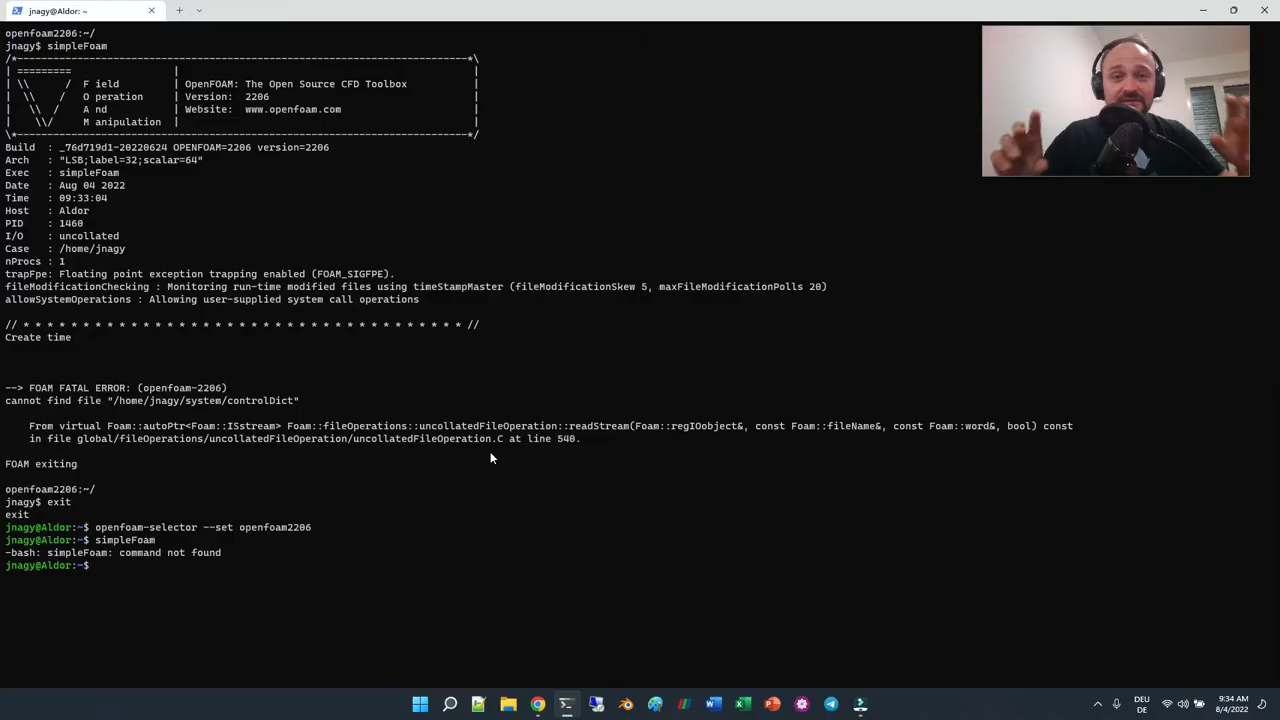 jnagy@Aldor: ~
openfoam2206:~/
jnagy$ simpleFoam
/*---------------------------------------------------------------------------*\
| =========                 |                                                 |
| \\      /  F ield         | OpenFOAM: The Open Source CFD Toolbox           |
|  \\    /   O peration     | Version:  2206                                  |
|   \\  /    A nd           | Website:  www.openfoam.com                      |
|    \\/     M anipulation  |                                                 |
\*---------------------------------------------------------------------------*/
Build  : _76d719d1-20220624 OPENFOAM=2206 version=2206
Arch   : "LSB;label=32;scalar=64"
Exec   : simpleFoam
Date   : Aug 04 2022
Time   : 09:33:04
Host   : Aldor
PID    : 1460
I/O    : uncollated
Case   : /home/jnagy
nProcs : 1
trapFpe: Floating point exception trapping enabled (FOAM_SIGFPE).
fileModificationChecking : Monitoring run-time modified files using timeStampMaster (fileModificationSkew 5, maxFileModificationPolls 20)
allowSystemOperations : Allowing user-supplied system call operations
// * * * * * * * * * * * * * * * * * * * * * * * * * * * * * * * * * * * * * //
Create time
--> FOAM FATAL ERROR: (openfoam-2206)
cannot find file "/home/jnagy/system/controlDict"
From virtual Foam::autoPtr<Foam::ISstream> Foam::fileOperations::uncollatedFileOperation::readStream(Foam::regIOobject&, const Foam::fileName&, const Foam::word&, bool) const
in file global/fileOperations/uncollatedFileOperation/uncollatedFileOperation.C at line 540.
FOAM exiting
openfoam2206:~/
jnagy$ exit
exit
jnagy@Aldor:~$ openfoam-selector --set openfoam2206
jnagy@Aldor:~$ simpleFoam
-bash: simpleFoam: command not found
jnagy@Aldor:~$
DEU
DE
9:34 AM
8/4/2022